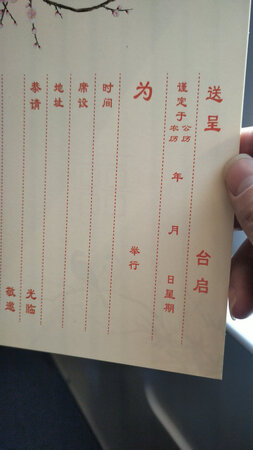 送呈 台启
谨定于公历农历 年 月 日星期
为 举行
时间
席设
地址
恭请 光临
敬邀